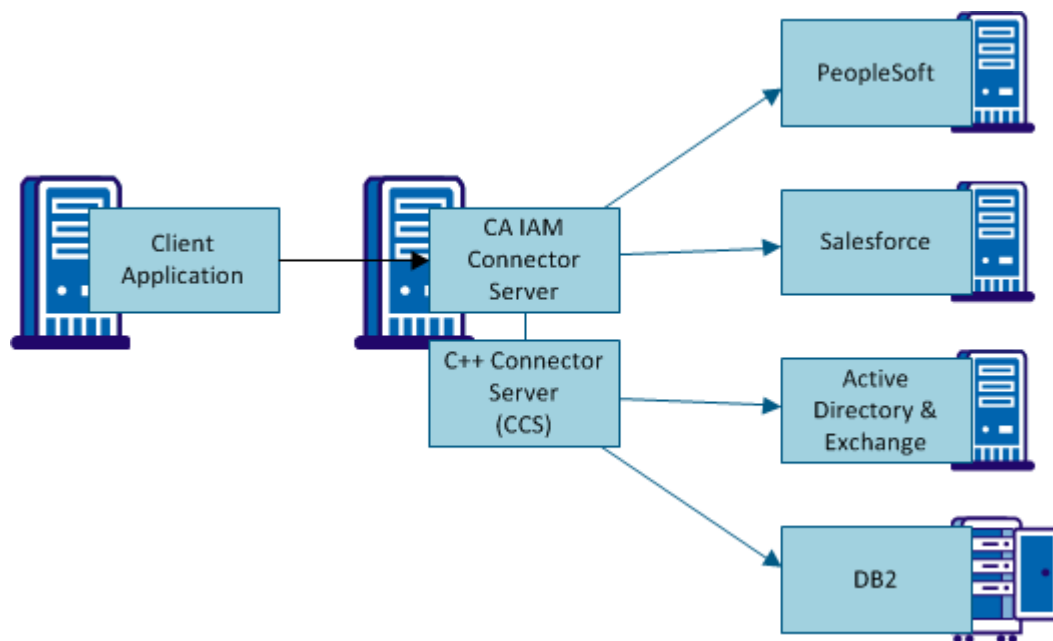 PeopleSoft
Client
Application
CA IAM
Connector
Server
Salesforce
C++ Connector
Server
(CCS)
Active
Directory &
Exchange
DB2